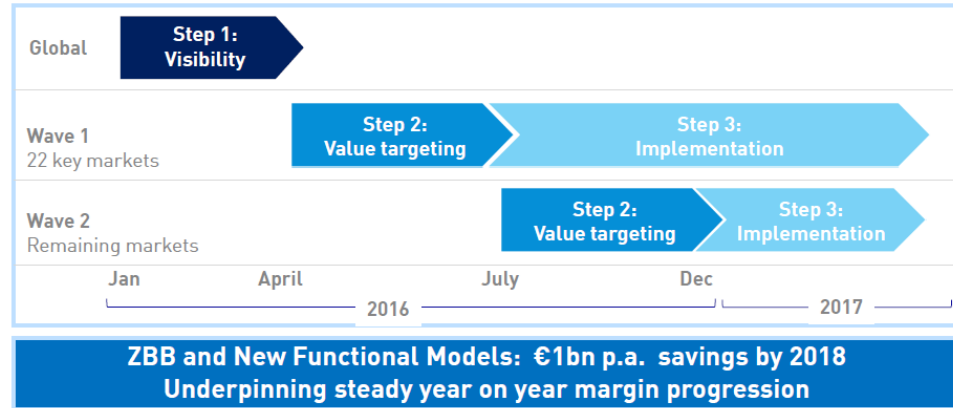 Global
Step 1:
Visibility
Wave 1
22 key markets
Step 2:
Value targeting
Step 3:
Implementation
Wave 2
Remaining markets
Step 2:
Value targeting
Step 3:
Implementation
Jan April July Dec
2016 2017
ZBB and New Functional Models: €1bn p.a. savings by 2018
Underpinning steady year on year margin progression